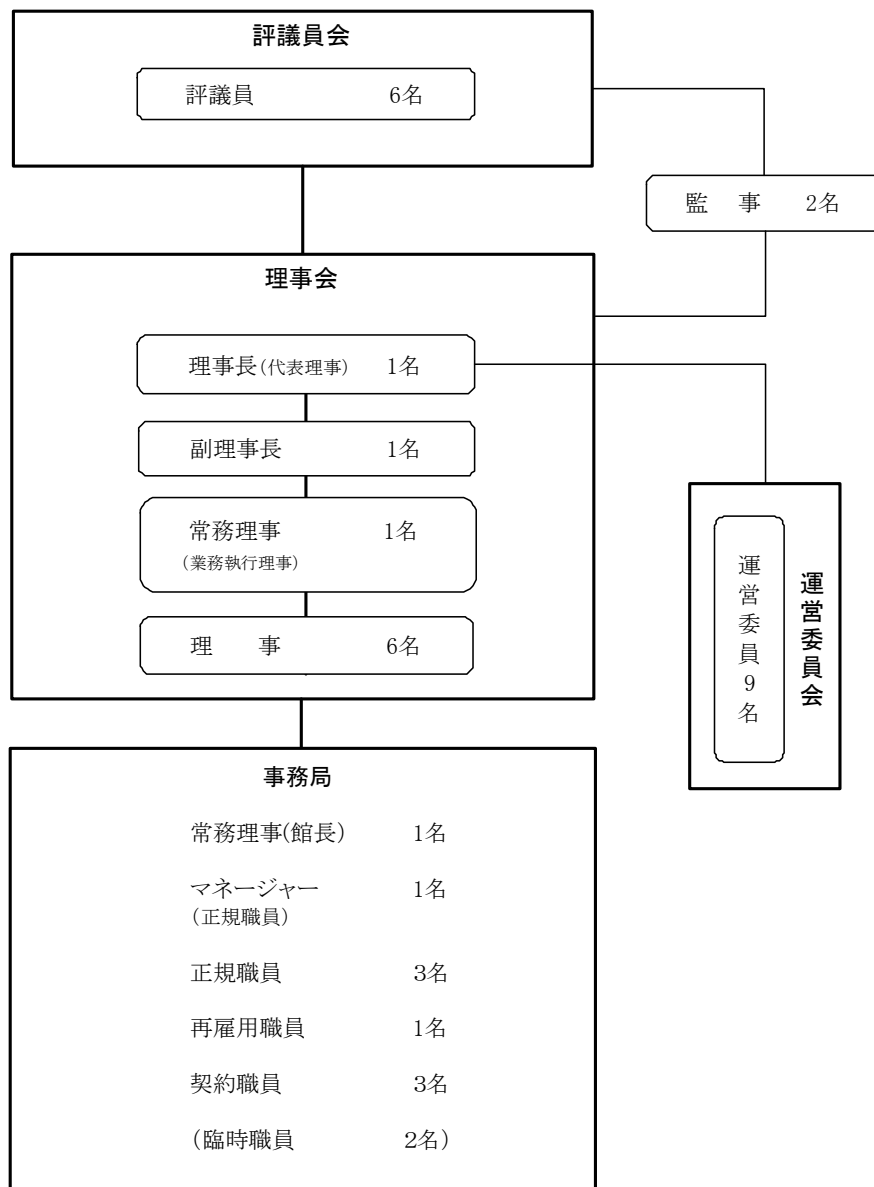 評議員会
評議員 6名
監 事 2名
理事会
理事長(代表理事) 1名
副理事長 1名
常務理事 1名
(業務執行理事)
理 事 6名
運営委員会
運営委員9名
事務局
常務理事(館長) 1名
マネージャー 1名
(正規職員)
正規職員 3名
再雇用職員 1名
契約職員 3名
(臨時職員 2名)